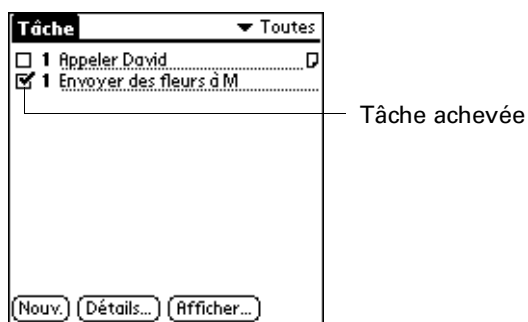 Tâche Toutes
1 Appeler David
1 Envoyer des fleurs à M
Tâche achevée
Nouv. Détails... Afficher...